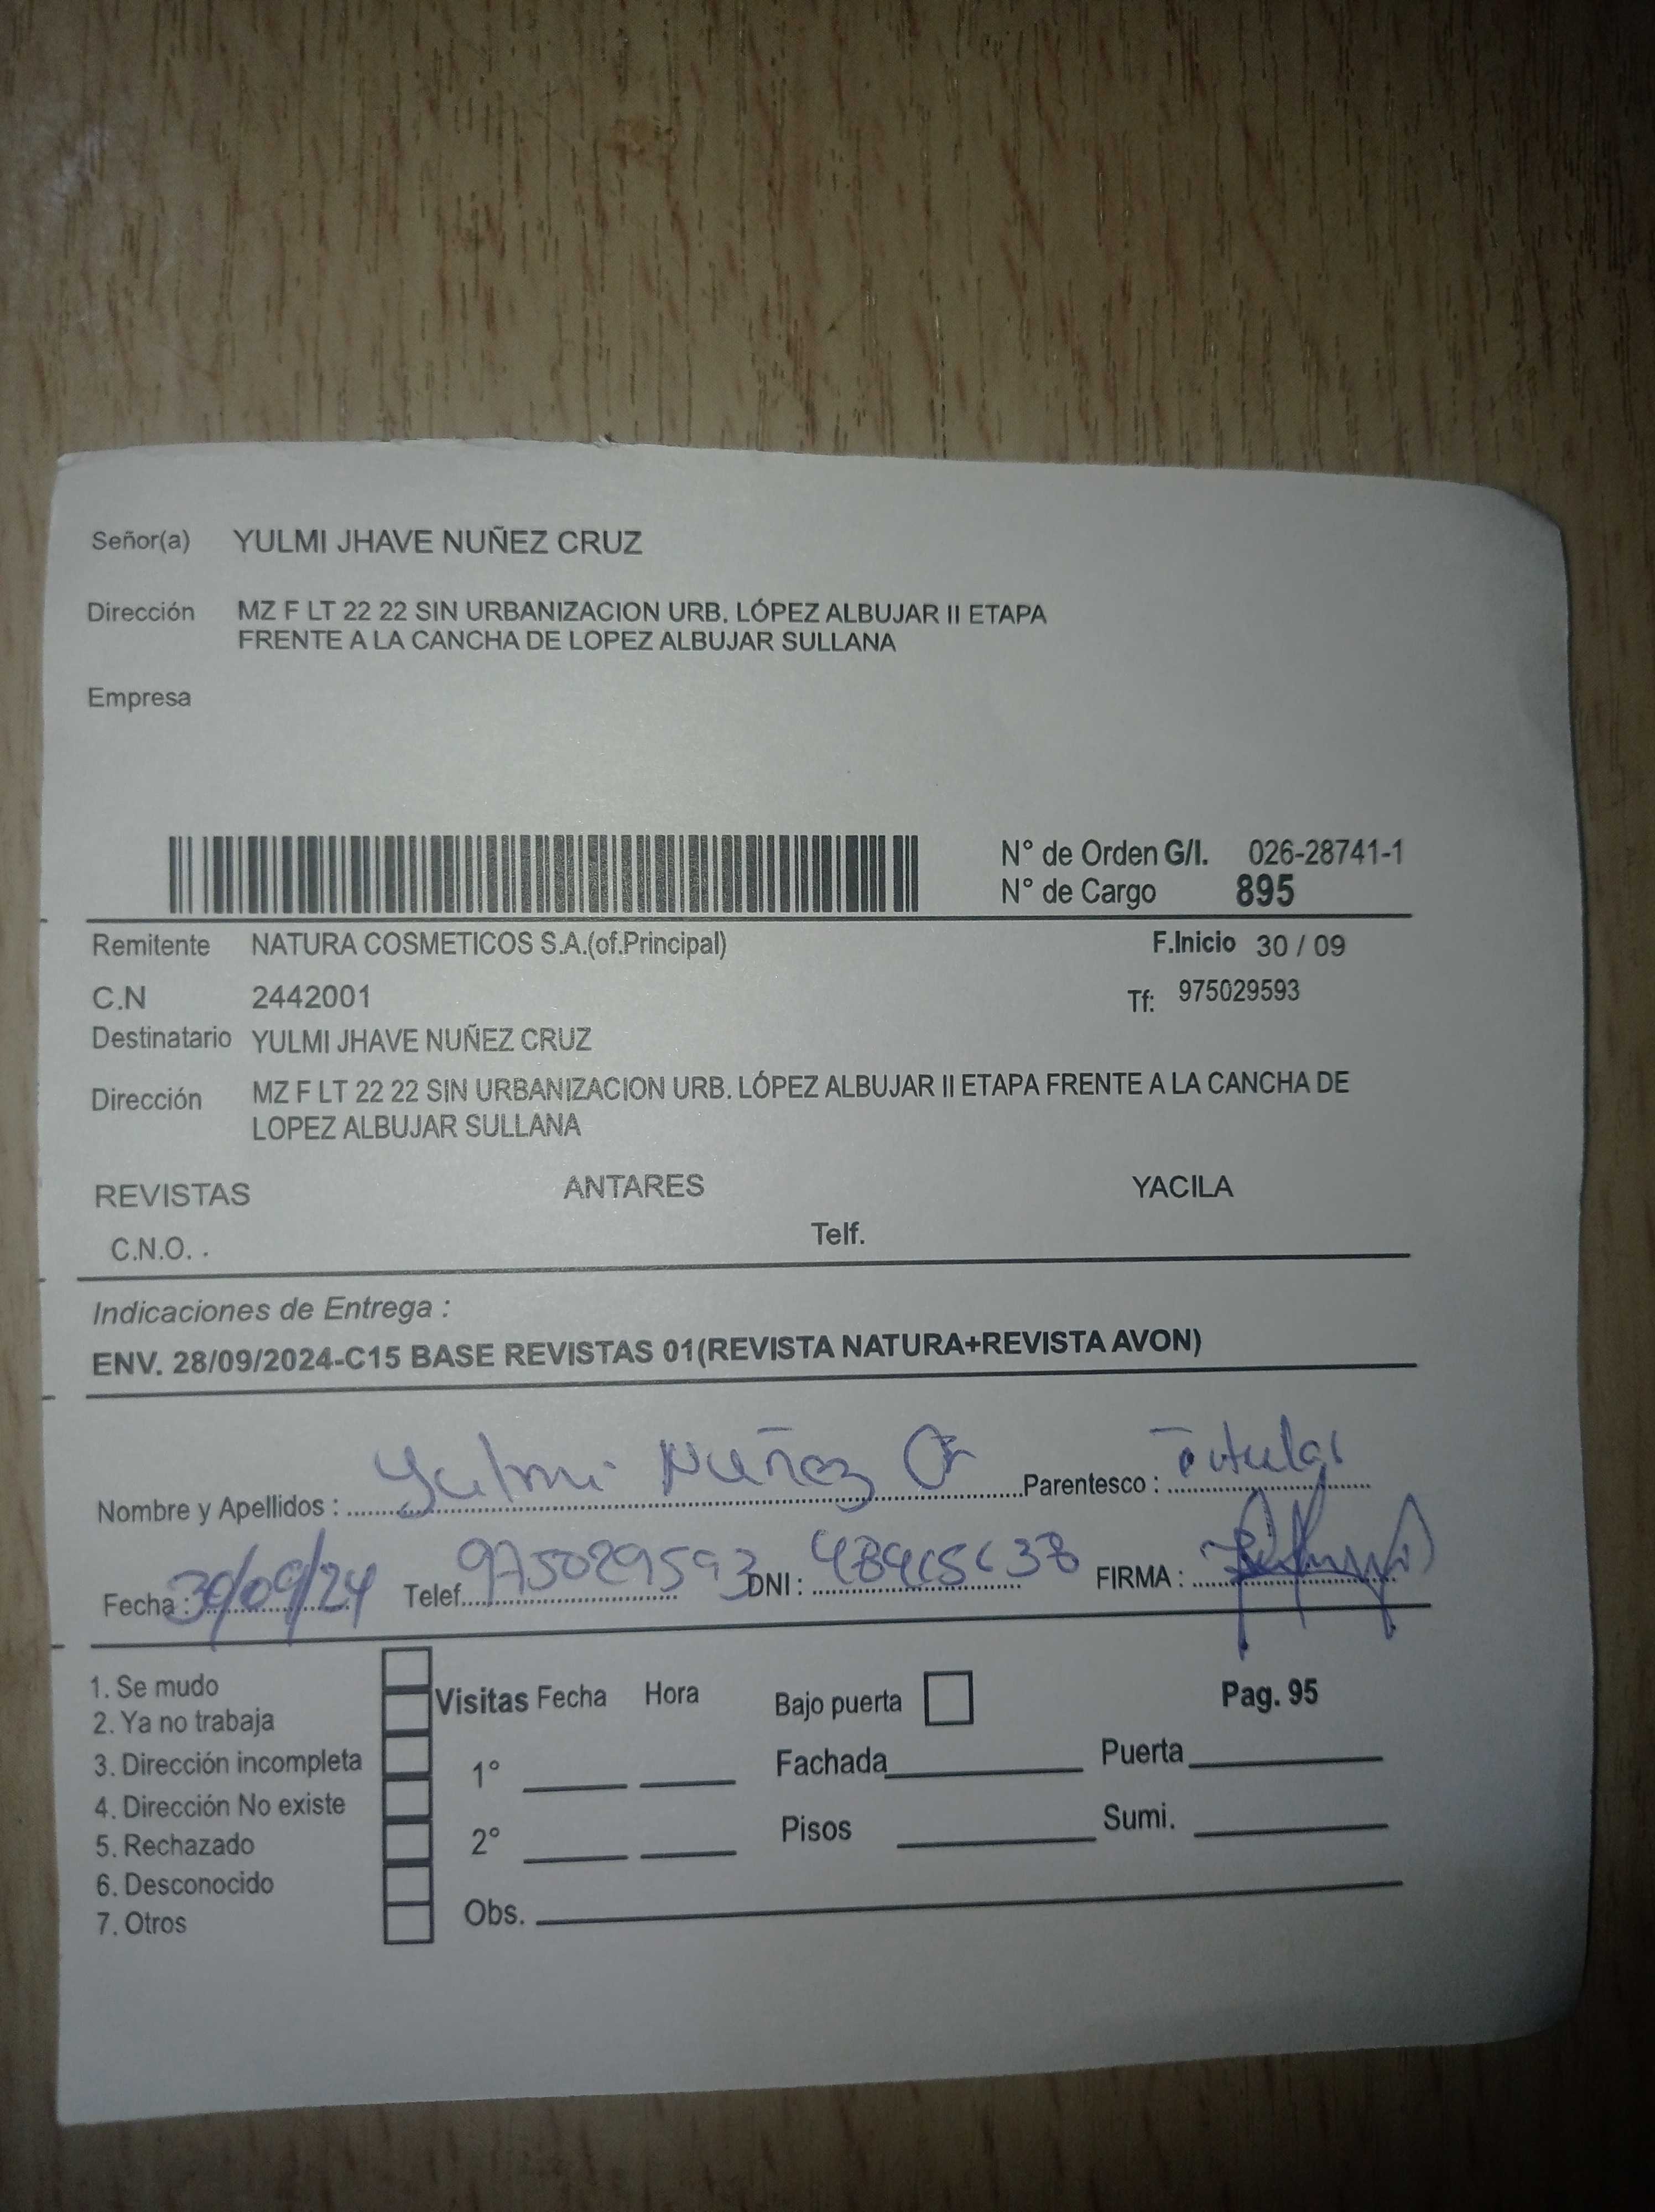 Señor(a) YULMI JHAVE NUÑEZ CRUZ
Dirección MZ F LT 22 22 SIN URBANIZACION URB. LÓPEZ ALBUJAR II ETAPA
FRENTE A LA CANCHA DE LOPEZ ALBUJAR SULLANA
Empresa
N° de Orden G/I. 026-28741-1
N° de Cargo 895
Remitente NATURA COSMETICOS S.A.(of.Principal) F.Inicio 30 / 09
C.N 2442001 Tf: 975029593
Destinatario YULMI JHAVE NUÑEZ CRUZ
Dirección MZ F LT 22 22 SIN URBANIZACION URB. LÓPEZ ALBUJAR II ETAPA FRENTE A LA CANCHA DE
LOPEZ ALBUJAR SULLANA
REVISTAS ANTARES YACILA
C.N.O. . Telf.
Indicaciones de Entrega :
ENV. 28/09/2024-C15 BASE REVISTAS 01(REVISTA NATURA+REVISTA AVON)
Nombre y Apellidos : Yulmi Nuñez Parentesco : Titular
Fecha : 30/09/24 Telef. 975029593 DNI : FIRMA :
1. Se mudo
2. Ya no trabaja Visitas Fecha Hora Bajo puerta Pag. 95
3. Dirección incompleta 1° Fachada Puerta
4. Dirección No existe
5. Rechazado 2° Pisos Sumi.
6. Desconocido
7. Otros Obs.